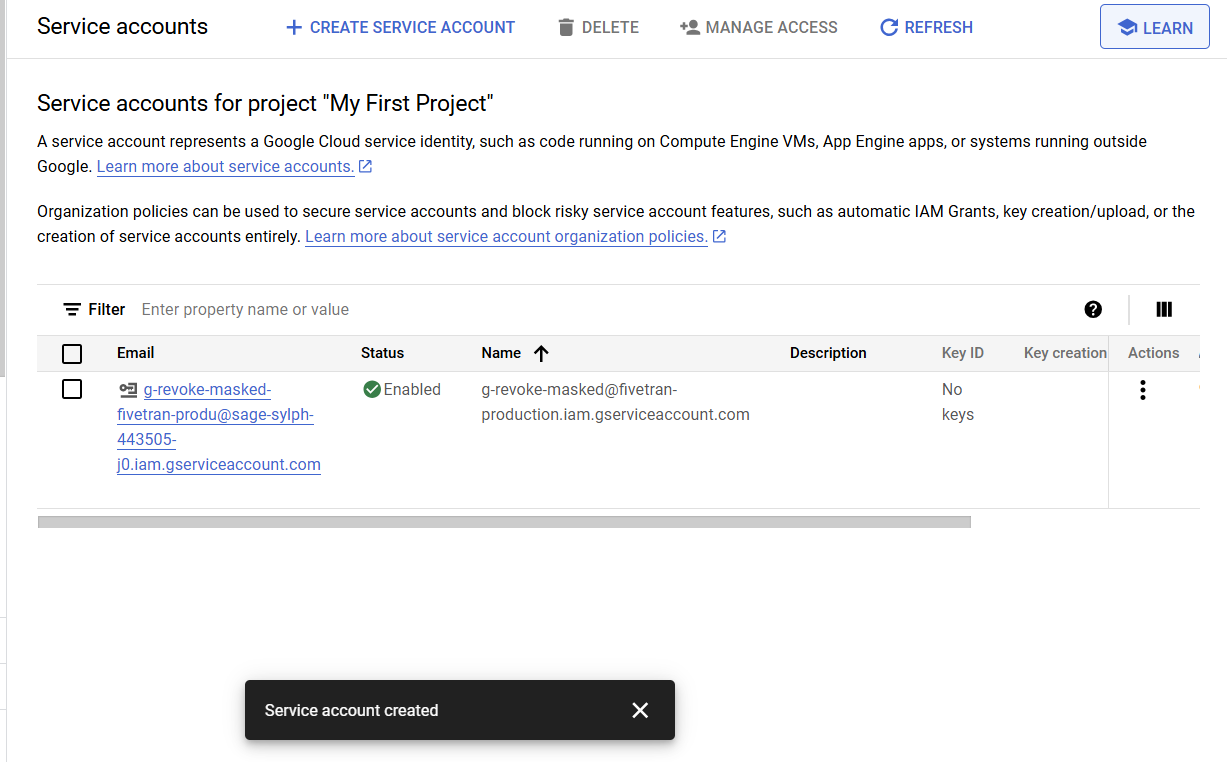 Service accounts
CREATE SERVICE ACCOUNT
DELETE
MANAGE ACCESS
REFRESH
LEARN
Service accounts for project "My First Project"
A service account represents a Google Cloud service identity, such as code running on Compute Engine VMs, App Engine apps, or systems running outside
Google. Learn more about service accounts.
Organization policies can be used to secure service accounts and block risky service account features, such as automatic IAM Grants, key creation/upload, or the
creation of service accounts entirely. Learn more about service account organization policies.
Filter Enter property name or value
Email Status Name Description Key ID Key creation Actions
g-revoke-masked- Enabled g-revoke-masked@fivetran- No
fivetran-produ@sage-sylph- production.iam.gserviceaccount.com keys
443505-
j0.iam.gserviceaccount.com
Service account created